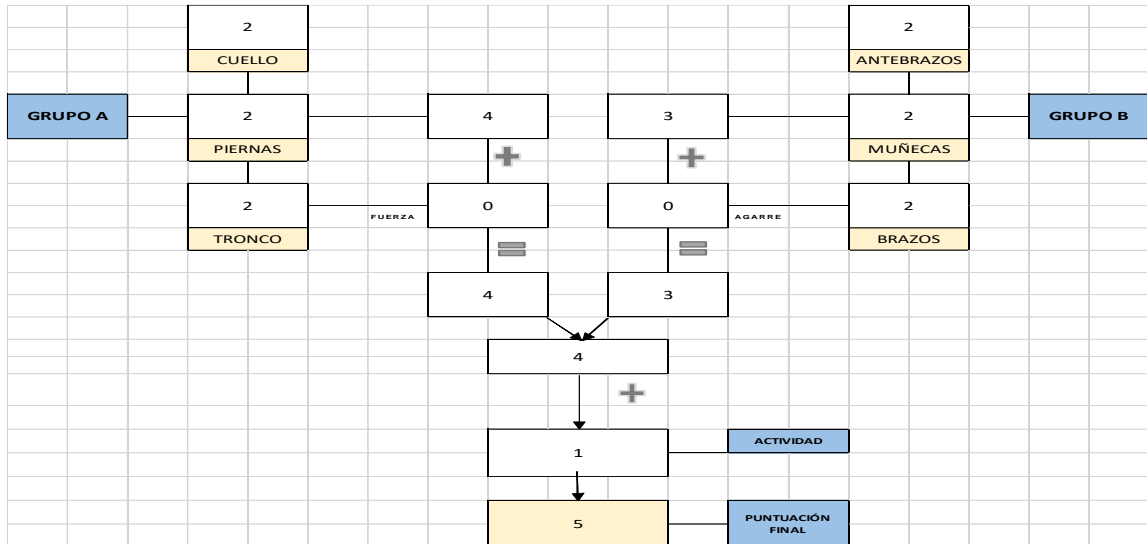 2 2
CUELLO ANTEBRAZOS
GRUPO A 2 4 3 2 GRUPO B
+ +
PIERNAS MUÑECAS
2 FUERZA 0 0 AGARRE 2
TRONCO BRAZOS
= =
4 3
4
+
1 ACTIVIDAD
5 PUNTUACIÓN
FINAL